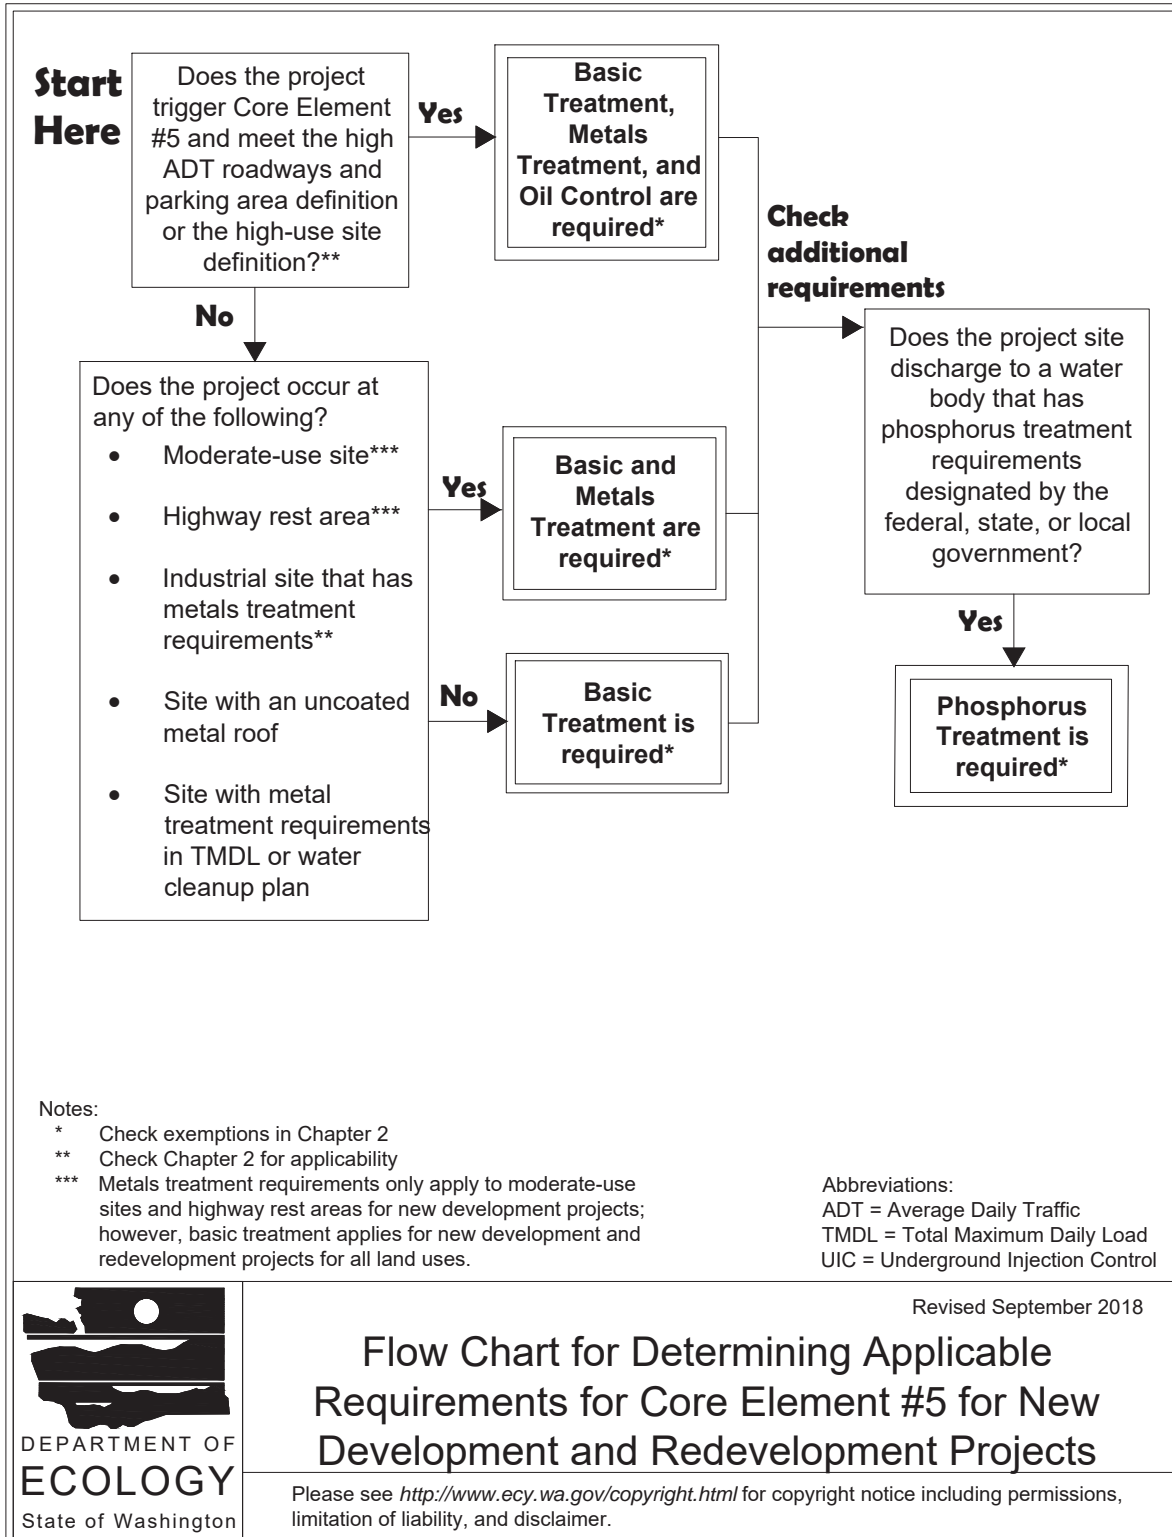 Start
Here
Does the project
trigger Core Element
#5 and meet the high
ADT roadways and
parking area definition
or the high-use site
definition?**
Yes
Basic
Treatment,
Metals
Treatment, and
Oil Control are
required*
No
Check
additional
requirements
Does the project occur at
any of the following?
• Moderate-use site***
• Highway rest area***
• Industrial site that has
metals treatment
requirements**
• Site with an uncoated
metal roof
• Site with metal
treatment requirements
in TMDL or water
cleanup plan
Yes
Basic and
Metals
Treatment are
required*
No
Basic
Treatment is
required*
Does the project site
discharge to a water
body that has
phosphorus treatment
requirements
designated by the
federal, state, or local
government?
Yes
Phosphorus
Treatment is
required*
Notes:
* Check exemptions in Chapter 2
** Check Chapter 2 for applicability
*** Metals treatment requirements only apply to moderate-use
sites and highway rest areas for new development projects;
however, basic treatment applies for new development and
redevelopment projects for all land uses.
Abbreviations:
ADT = Average Daily Traffic
TMDL = Total Maximum Daily Load
UIC = Underground Injection Control
DEPARTMENT OF
ECOLOGY
State of Washington
Revised September 2018
Flow Chart for Determining Applicable
Requirements for Core Element #5 for New
Development and Redevelopment Projects
Please see http://www.ecy.wa.gov/copyright.html for copyright notice including permissions,
limitation of liability, and disclaimer.